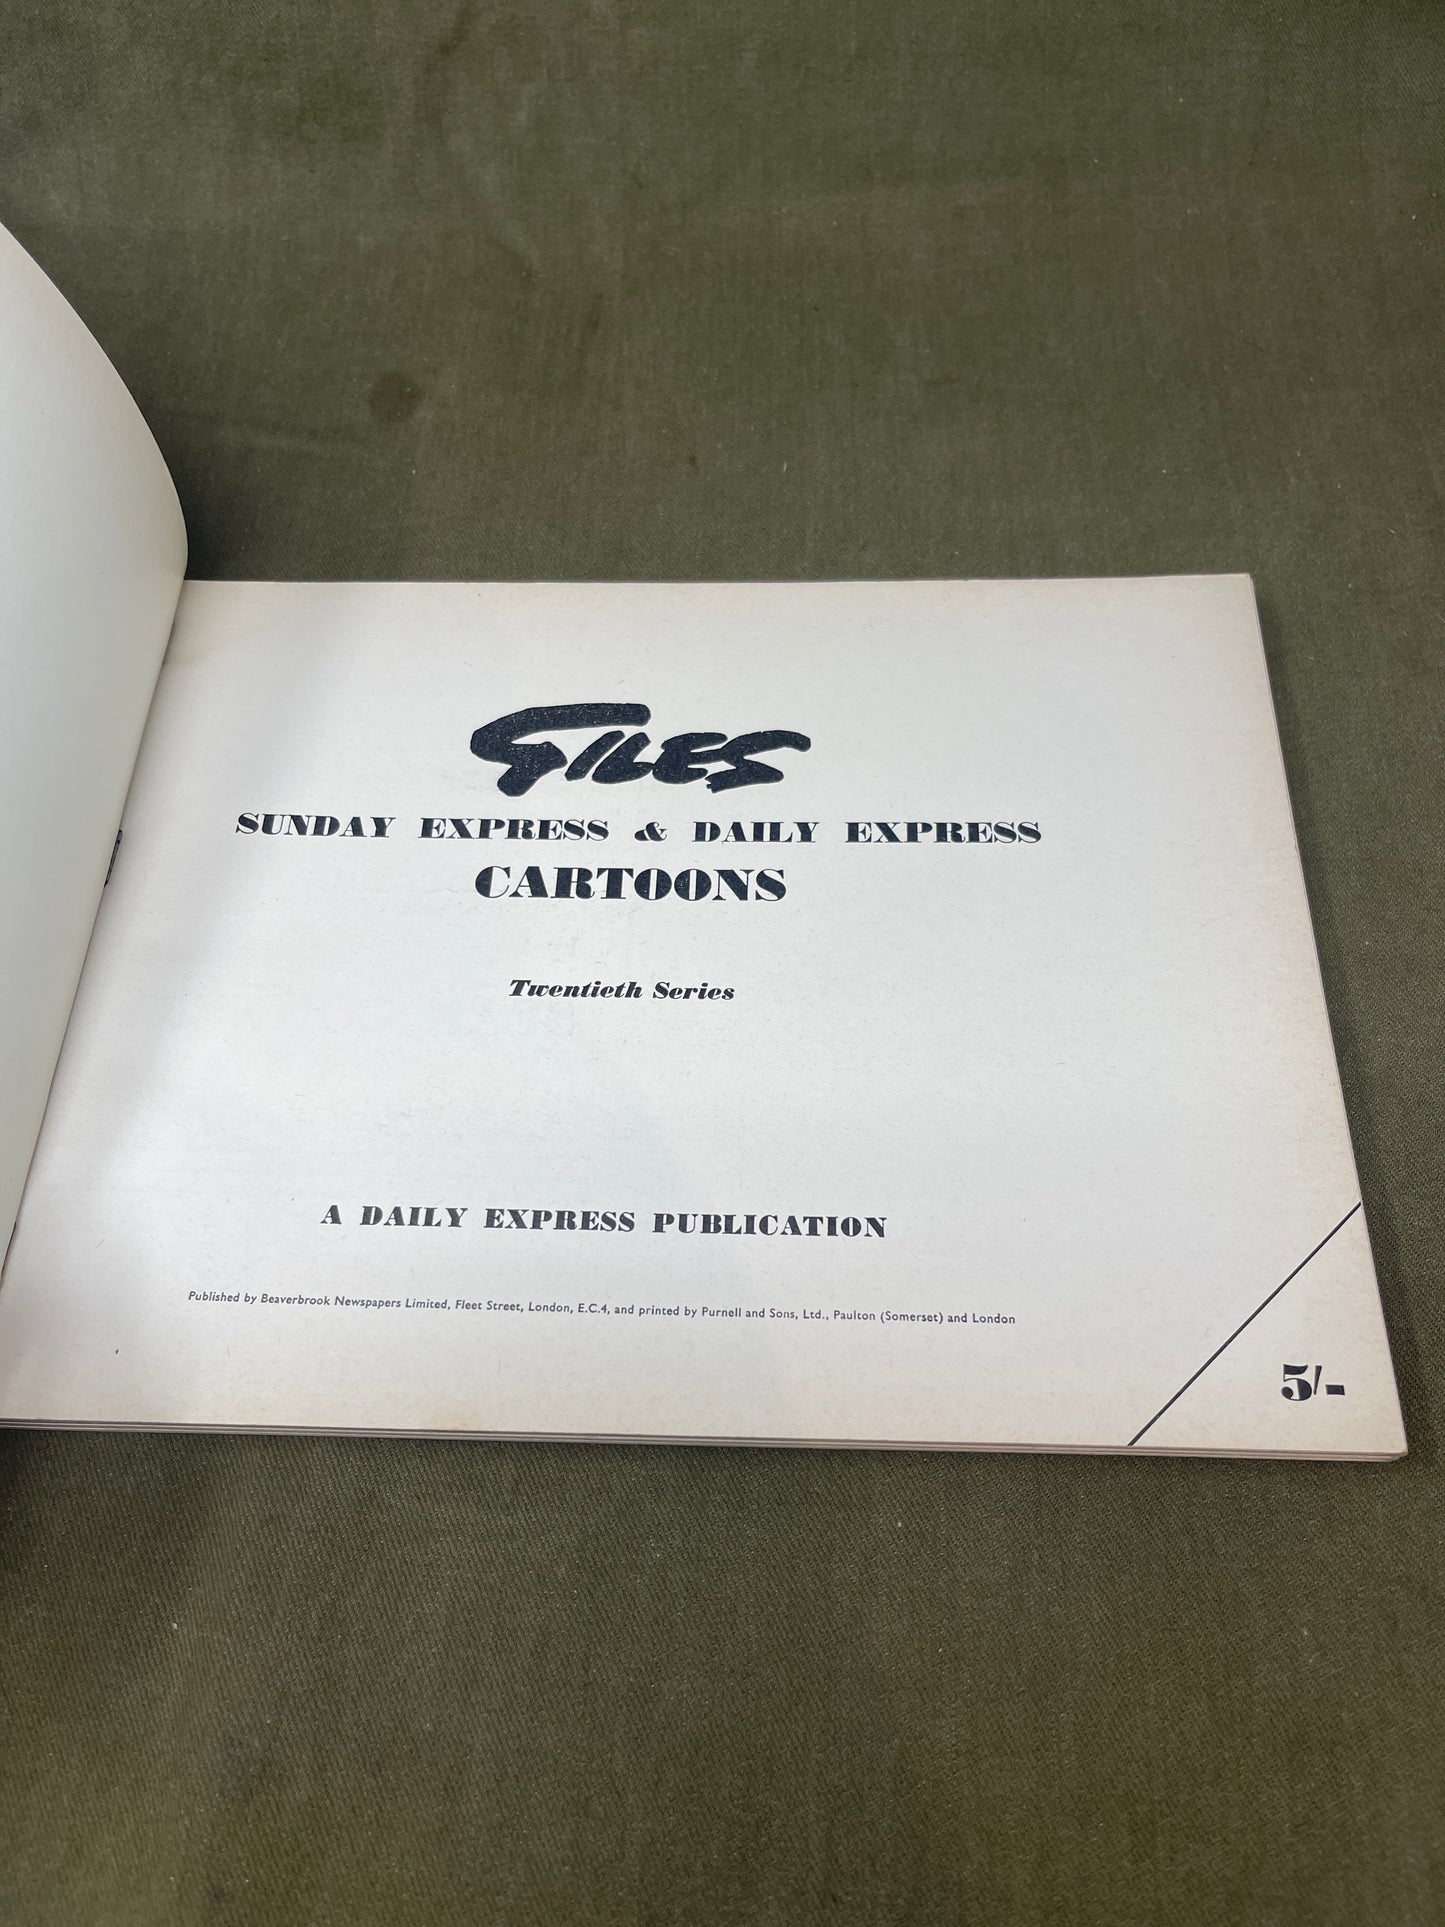 GILES
SUNDAY EXPRESS & DAILY EXPRESS
CARTOONS
Twentieth Series
A DAILY EXPRESS PUBLICATION
Published by Beaverbrook Newspapers Limited, Fleet Street, London, E.C.4, and printed by Purnell and Sons, Ltd., Paulton (Somerset) and London
5/-